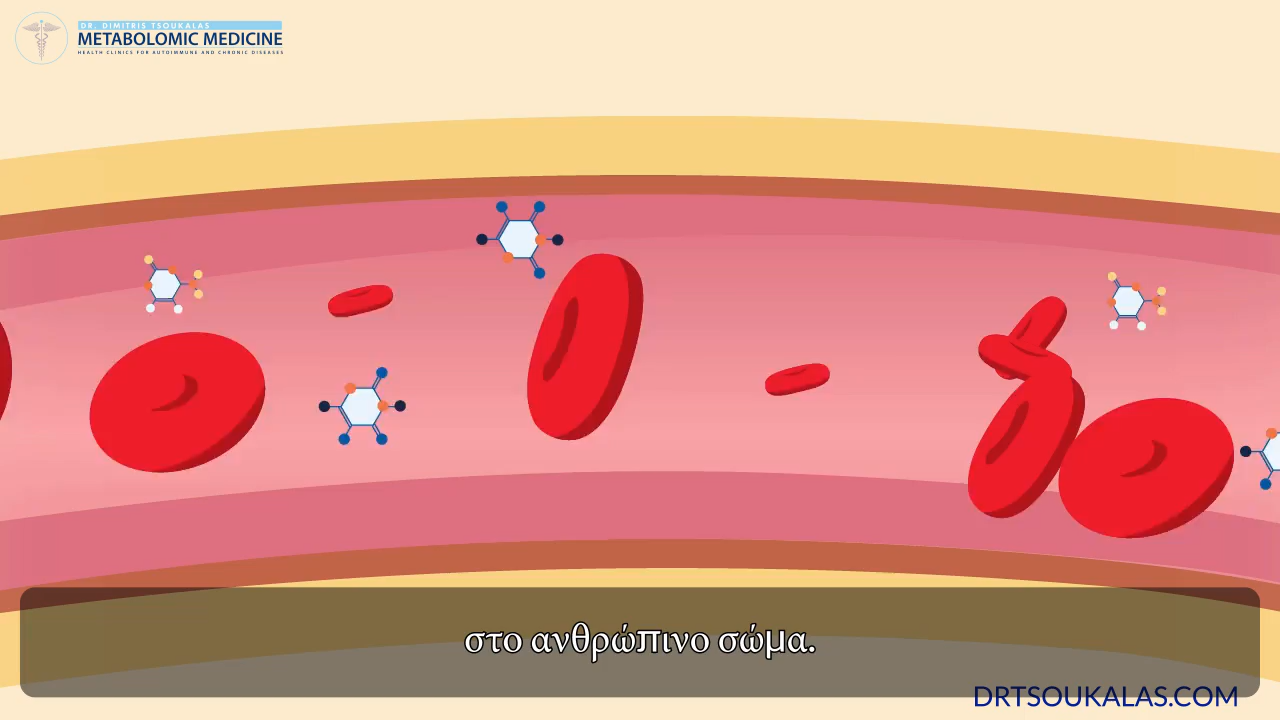 DR. DIMITRIS TSOUKALAS
METABOLOMIC MEDICINE
HEALTH CLINICS FOR AUTOIMMUNE AND CHRONIC DISEASES
στο ανθρώπινο σώμα.
DRTSOUKALAS.COM